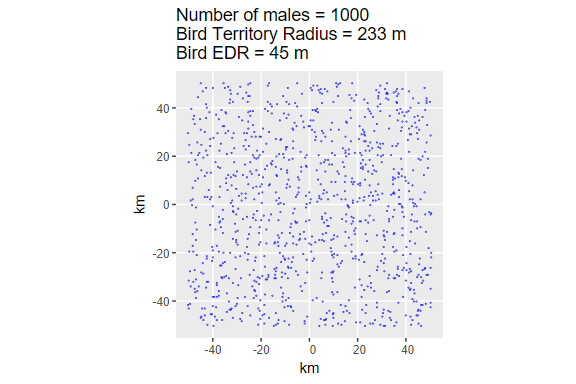 Number of males = 1000
Bird Territory Radius = 233 m
Bird EDR = 45 m
40
20
0
-20
-40
km
-40 -20 0 20 40
km